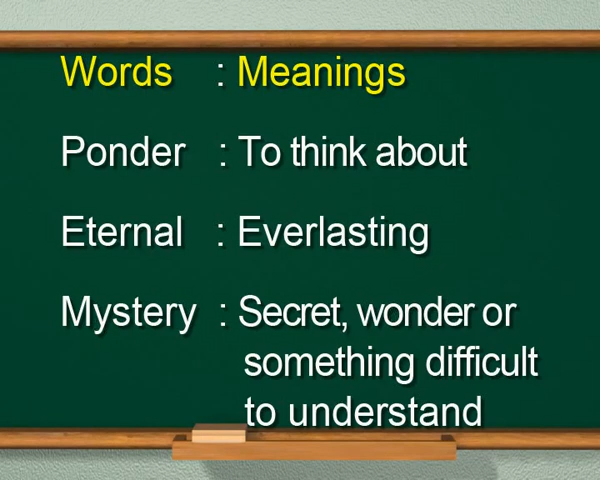 Words : Meanings
Ponder : To think about
Eternal : Everlasting
Mystery : Secret, wonder or
something difficult
to understand